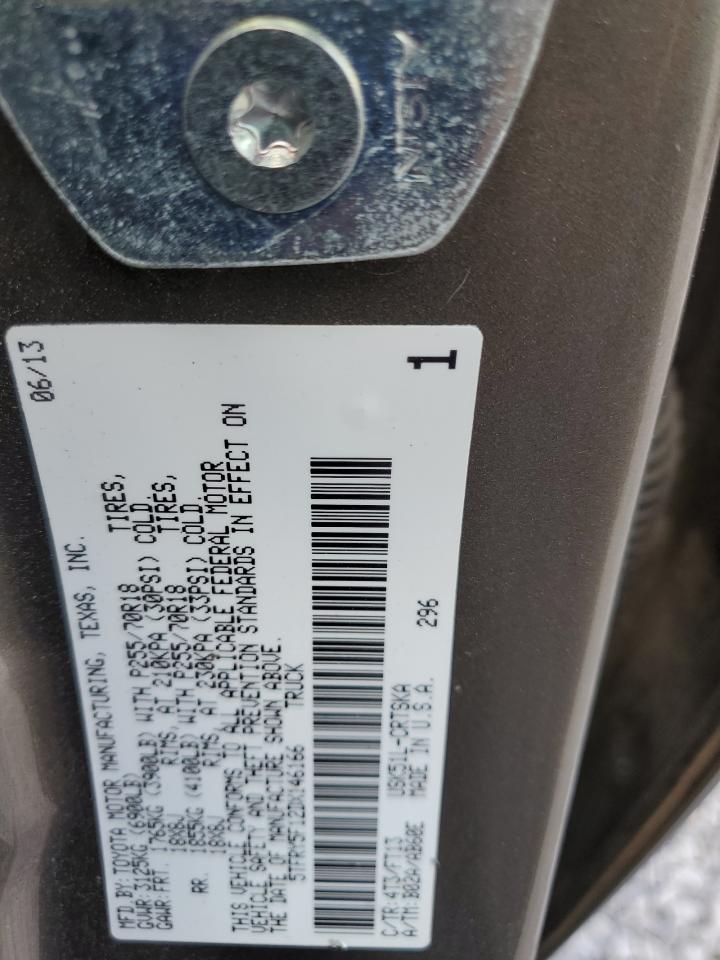 AISIN
06/13
MFD BY: TOYOTA MOTOR MANUFACTURING, TEXAS, INC.
GVWR: 3125KG (6900LB)
GAWR: FRT. 1765KG (3900LB) WITH P255/70R18 TIRES,
18X8J RIMS, AT 210KPA (30PSI) COLD.
RR. 1855KG (4100LB) WITH P255/70R18 TIRES,
18X8J RIMS, AT 230KPA (33PSI) COLD.
THIS VEHICLE CONFORMS TO ALL APPLICABLE FEDERAL MOTOR
VEHICLE SAFETY AND THEFT PREVENTION STANDARDS IN EFFECT ON
THE DATE OF MANUFACTURE SHOWN ABOVE.
5TFRY5F12DX146166 TRUCK
C/TR: 4T3/FT13 USK51L-CRTSKA 296
A/TM: B02A/AB60E MADE IN U.S.A.
1